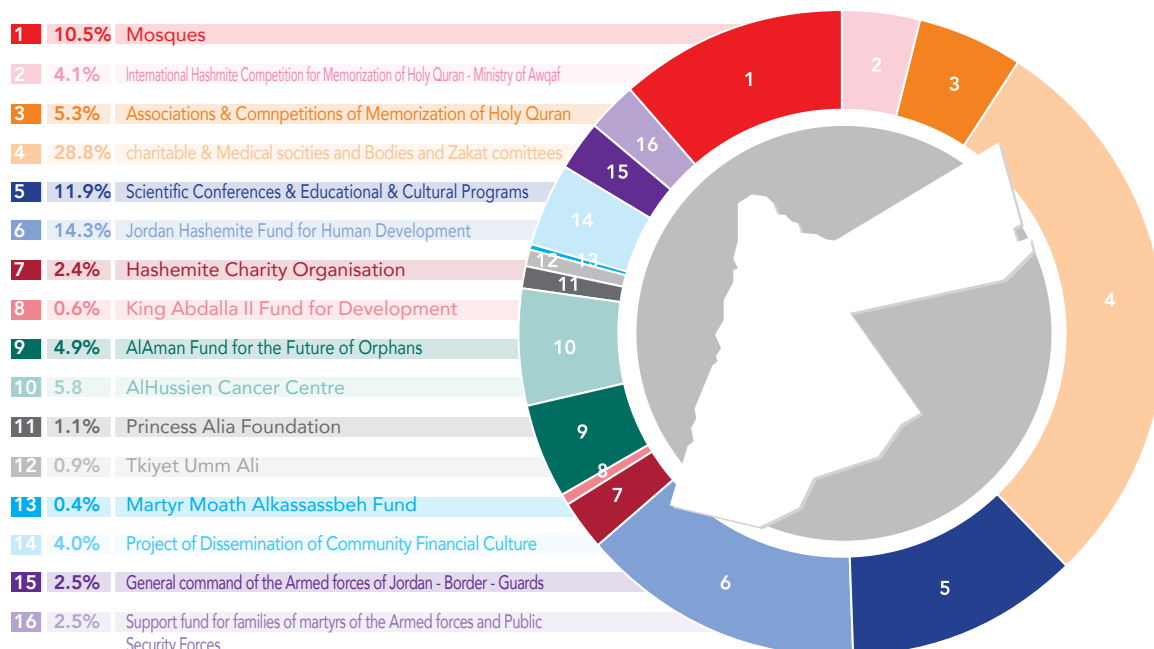 1 10.5% Mosques
2 4.1% International Hashmite Competition for Memorization of Holy Quran - Ministry of Awqaf
3 5.3% Associations & Comnpetitions of Memorization of Holy Quran
4 28.8% charitable & Medical socities and Bodies and Zakat comittees
5 11.9% Scientific Conferences & Educational & Cultural Programs
6 14.3% Jordan Hashemite Fund for Human Development
7 2.4% Hashemite Charity Organisation
8 0.6% King Abdalla II Fund for Development
9 4.9% AlAman Fund for the Future of Orphans
10 5.8 AlHussien Cancer Centre
11 1.1% Princess Alia Foundation
12 0.9% Tkiyet Umm Ali
13 0.4% Martyr Moath Alkassassbeh Fund
14 4.0% Project of Dissemination of Community Financial Culture
15 2.5% General command of the Armed forces of Jordan - Border - Guards
16 2.5% Support fund for families of martyrs of the Armed forces and Public
Security Forces
1
2
3
4
5
6
7
8
9
10
11
12
13
14
15
16